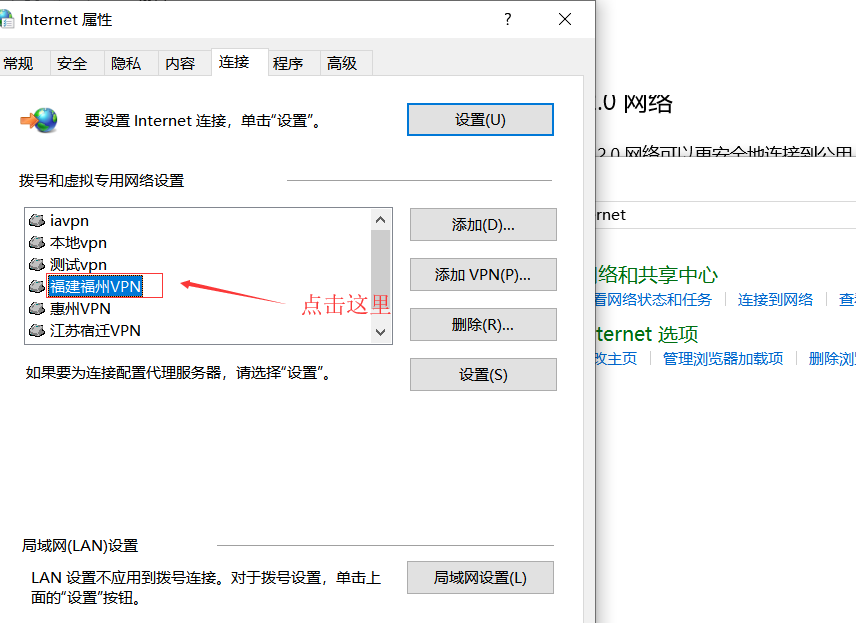 Internet 属性
常规 安全 隐私 内容 连接 程序 高级
要设置 Internet 连接，单击“设置”。
设置(U)
拨号和虚拟专用网络设置
iavpn
本地vpn
测试vpn
福建福州VPN
惠州VPN
江苏宿迁VPN
点击这里
添加(D)...
添加 VPN(P)...
删除(R)...
如果要为连接配置代理服务器，请选择“设置”。
设置(S)
局域网(LAN)设置
LAN 设置不应用到拨号连接。对于拨号设置，单击上
面的“设置”按钮。
局域网设置(L)
.0 网络
2.0 网络可以更安全地连接到公用
rnet
络和共享中心
看网络状态和任务 连接到网络 查
ternet 选项
改主页 管理浏览器加载项 删除浏